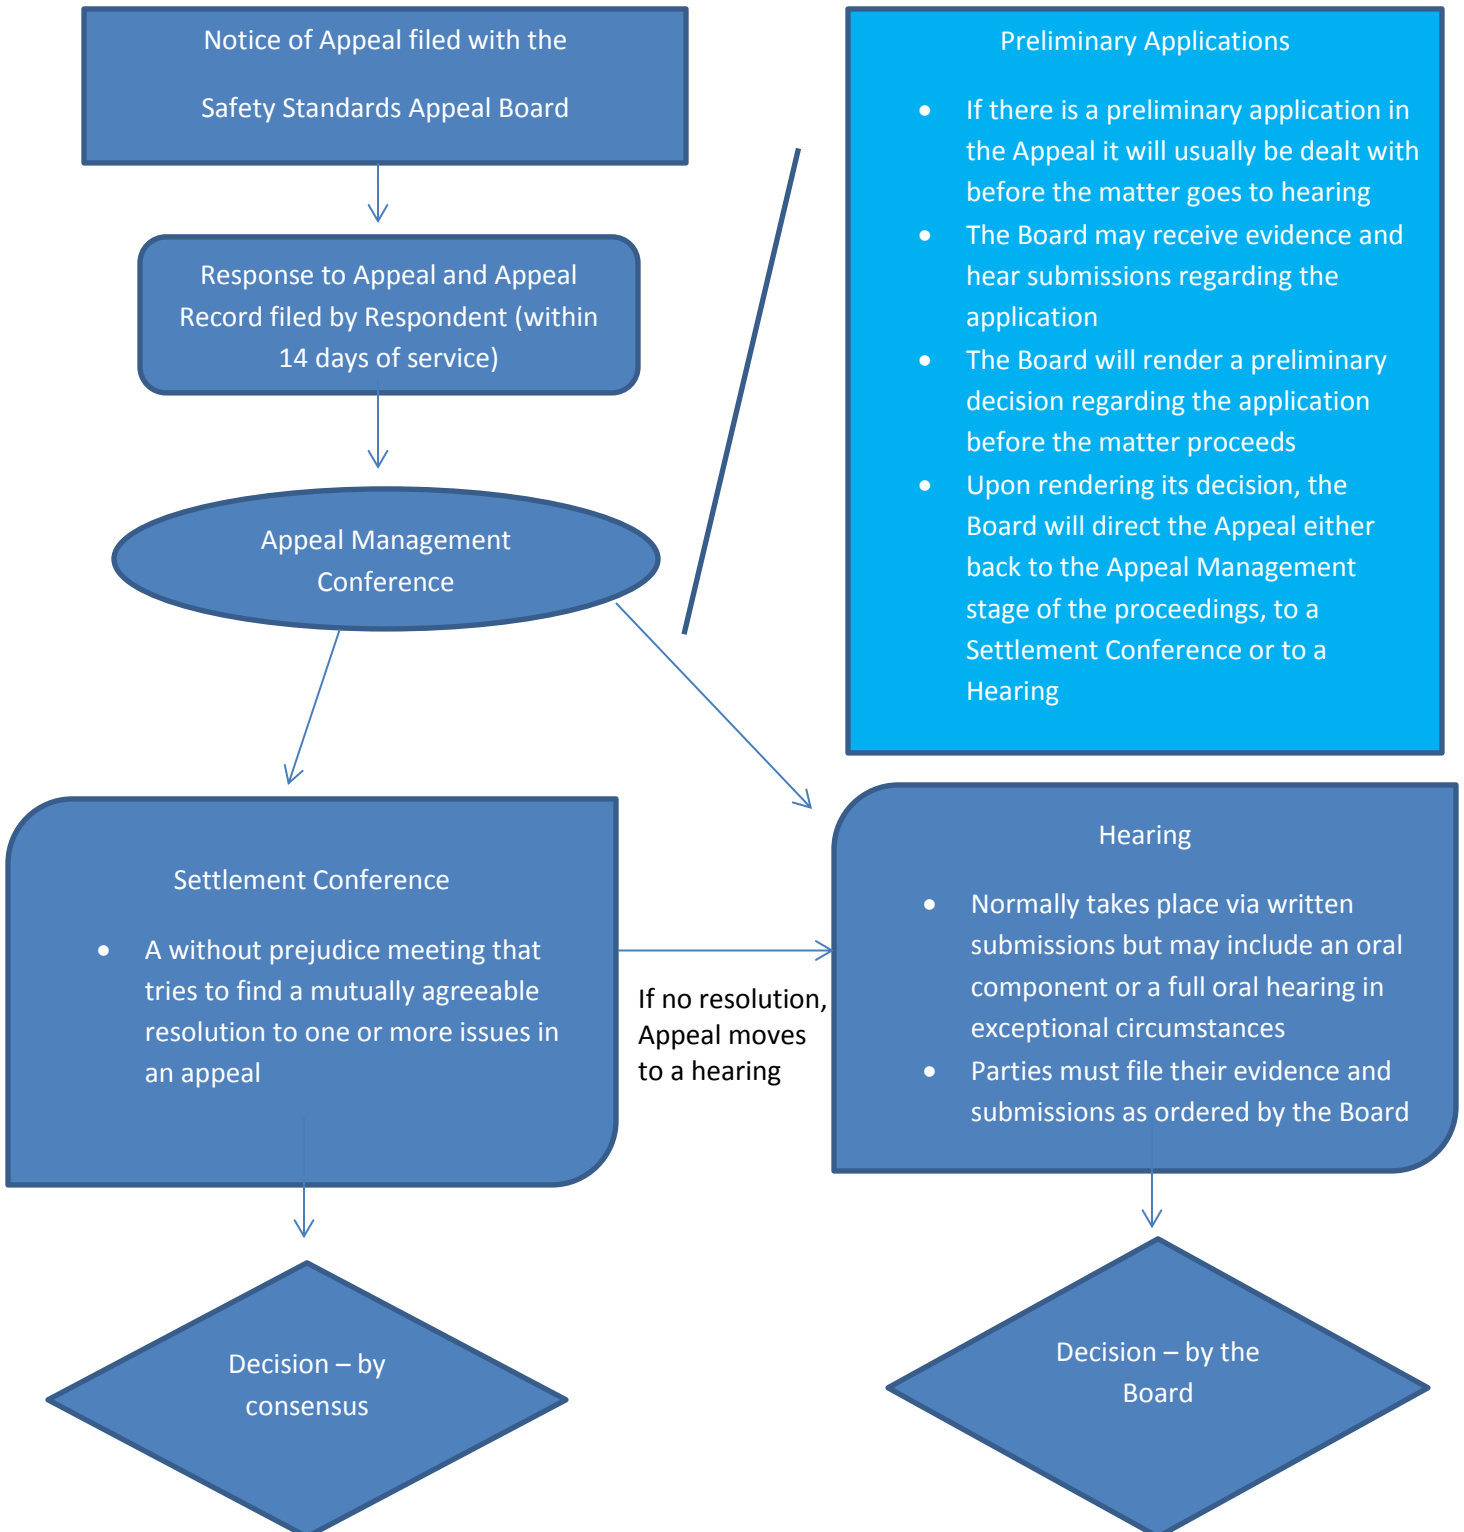 Notice of Appeal filed with the
Safety Standards Appeal Board
Response to Appeal and Appeal
Record filed by Respondent (within
14 days of service)
Appeal Management
Conference
Preliminary Applications
• If there is a preliminary application in
the Appeal it will usually be dealt with
before the matter goes to hearing
• The Board may receive evidence and
hear submissions regarding the
application
• The Board will render a preliminary
decision regarding the application
before the matter proceeds
• Upon rendering its decision, the
Board will direct the Appeal either
back to the Appeal Management
stage of the proceedings, to a
Settlement Conference or to a
Hearing
Settlement Conference
• A without prejudice meeting that
tries to find a mutually agreeable
resolution to one or more issues in
an appeal
If no resolution,
Appeal moves
to a hearing
Hearing
• Normally takes place via written
submissions but may include an oral
component or a full oral hearing in
exceptional circumstances
• Parties must file their evidence and
submissions as ordered by the Board
Decision – by
consensus
Decision – by the
Board